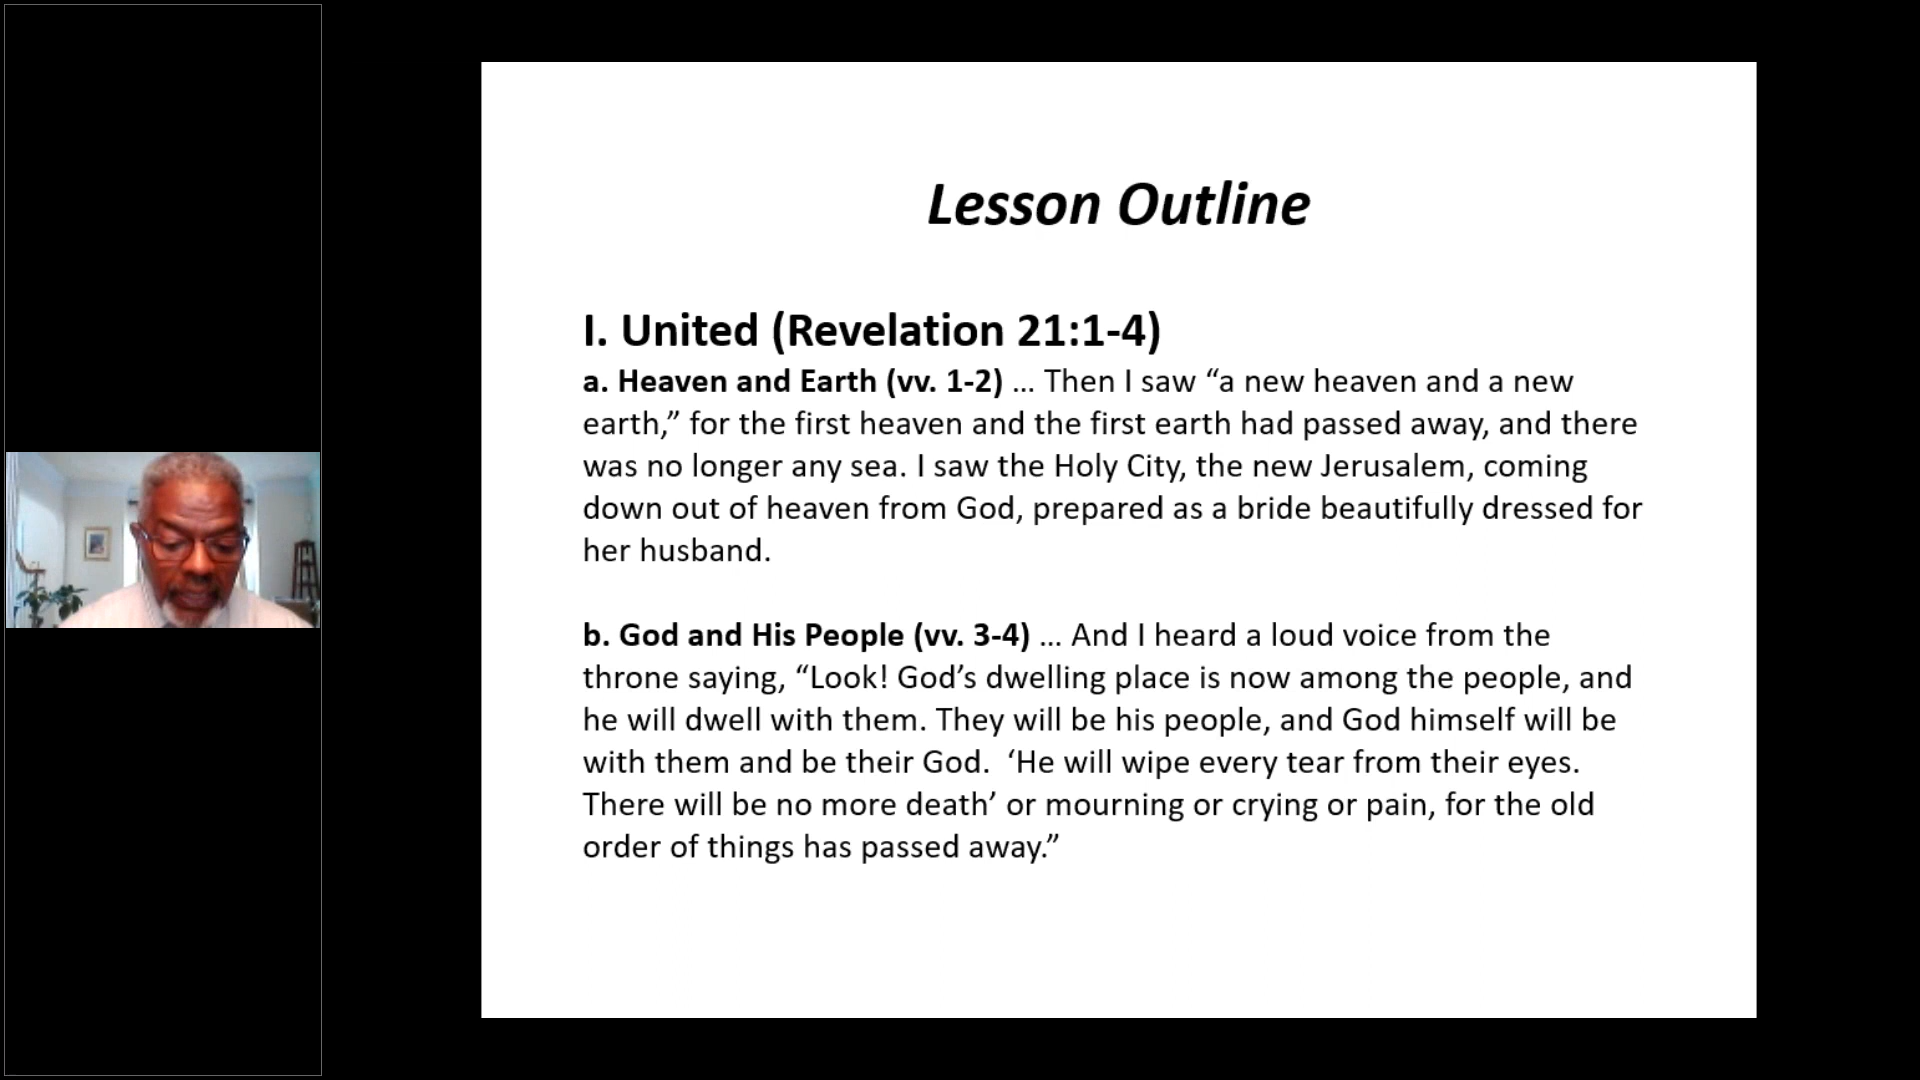 Lesson Outline
I. United (Revelation 21:1-4)
a. Heaven and Earth (vv. 1-2) … Then I saw “a new heaven and a new
earth,” for the first heaven and the first earth had passed away, and there
was no longer any sea. I saw the Holy City, the new Jerusalem, coming
down out of heaven from God, prepared as a bride beautifully dressed for
her husband.
b. God and His People (vv. 3-4) … And I heard a loud voice from the
throne saying, “Look! God’s dwelling place is now among the people, and
he will dwell with them. They will be his people, and God himself will be
with them and be their God.  ‘He will wipe every tear from their eyes.
There will be no more death’ or mourning or crying or pain, for the old
order of things has passed away.”